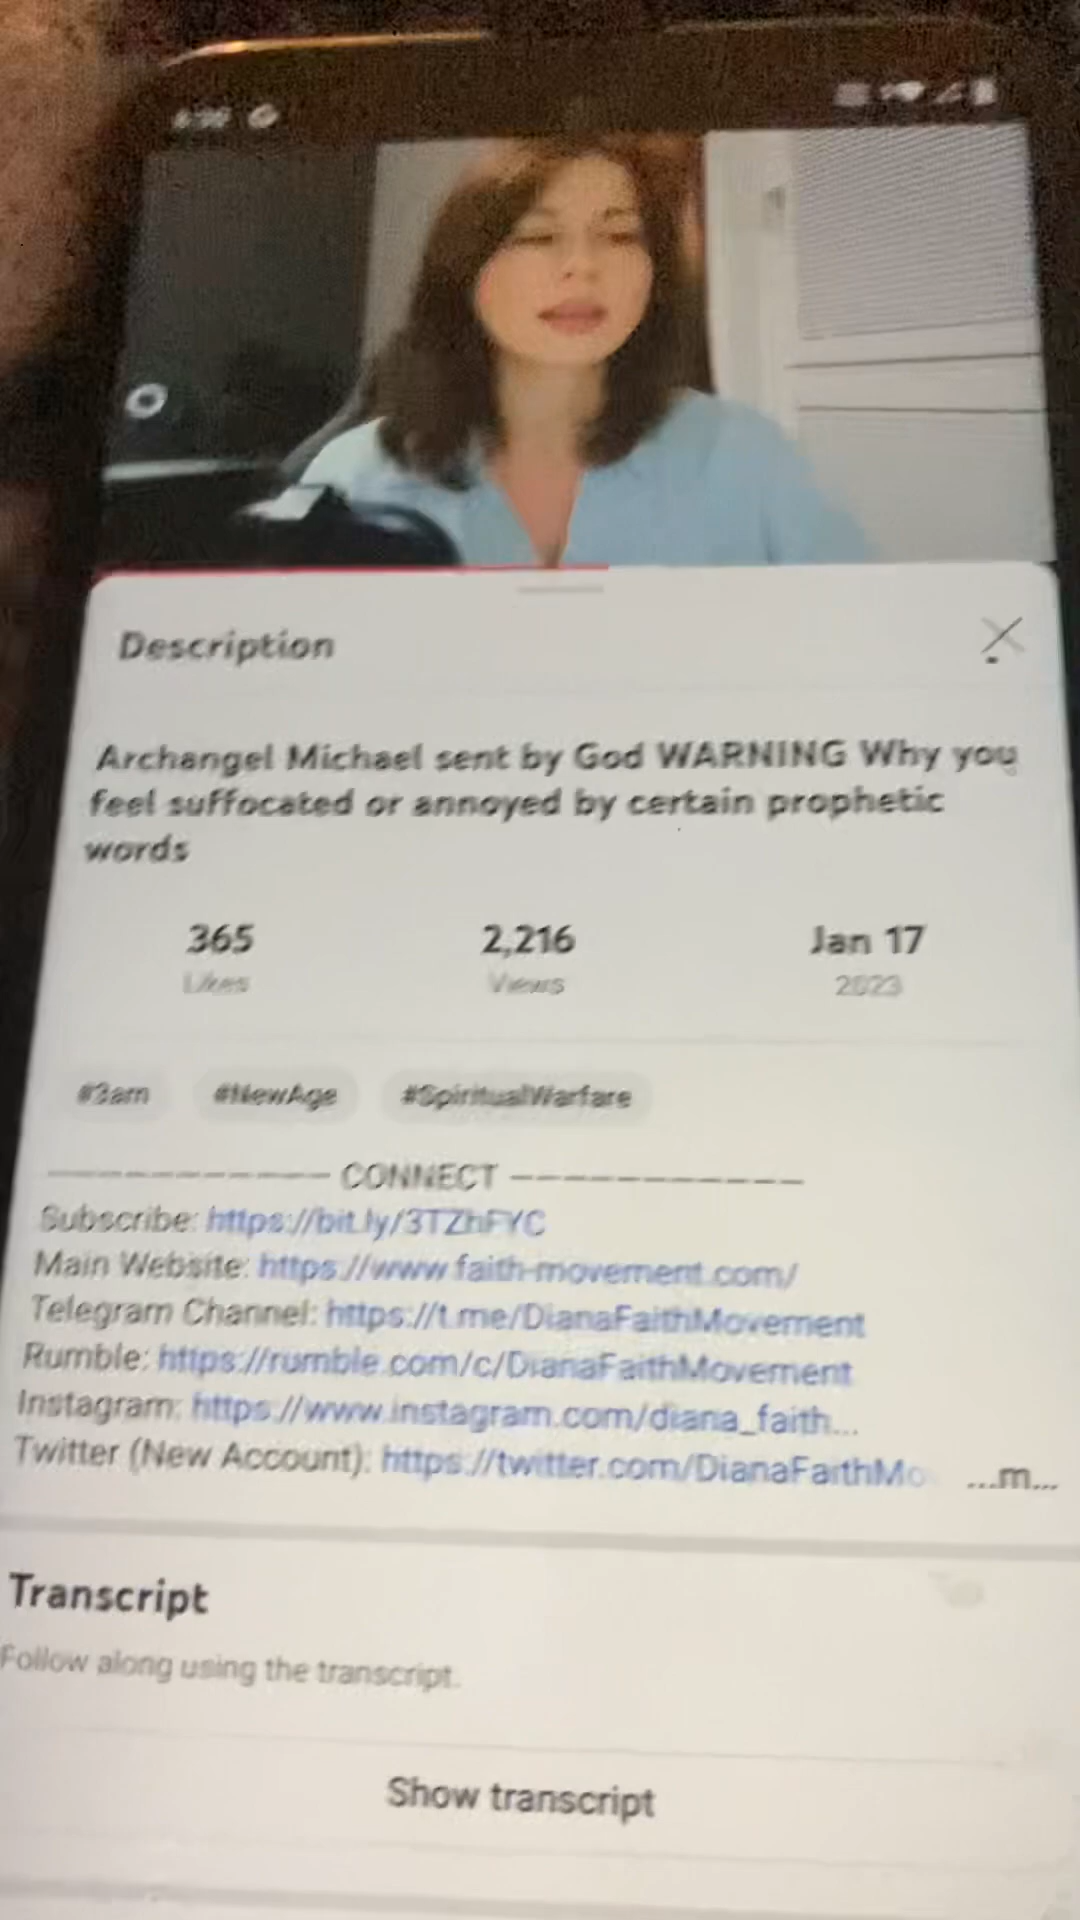 Description
Archangel Michael sent by God WARNING Why you
feel suffocated or annoyed by certain prophetic
words
365
Likes
2,216
Views
Jan 17
2023
#3am #NewAge #SpiritualWarfare
------------- CONNECT -------------
Subscribe: https://bit.ly/3TZhFYC
Main Website: https://www.faith-movement.com/
Telegram Channel: https://t.me/DianaFaithMovement
Rumble: https://rumble.com/c/DianaFaithMovement
Instagram: https://www.instagram.com/diana_faith...
Twitter (New Account): https://twitter.com/DianaFaithMo ...m...
Transcript
Follow along using the transcript.
Show transcript